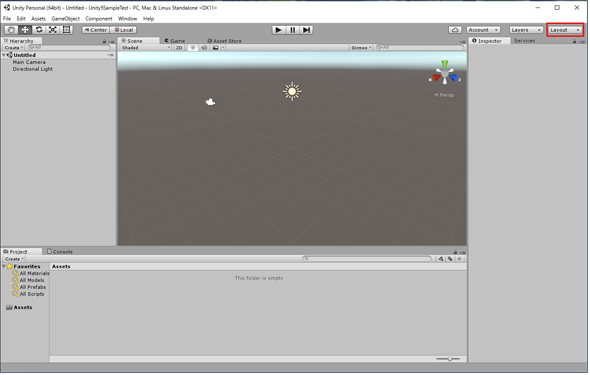 Unity Personal (64bit) - Untitled - Unity5SampleTest - PC, Mac & Linux Standalone <DX11>
File Edit Assets GameObject Component Window Help
Center Local Account Layers Layout
Hierarchy Scene Game Asset Store Inspector Services
Create All Shaded 2D Gizmos All
Untitled
Main Camera
Directional Light
Persp
Project Console
Create
Favorites Assets
All Materials
All Models This folder is empty
All Prefabs
All Scripts
Assets